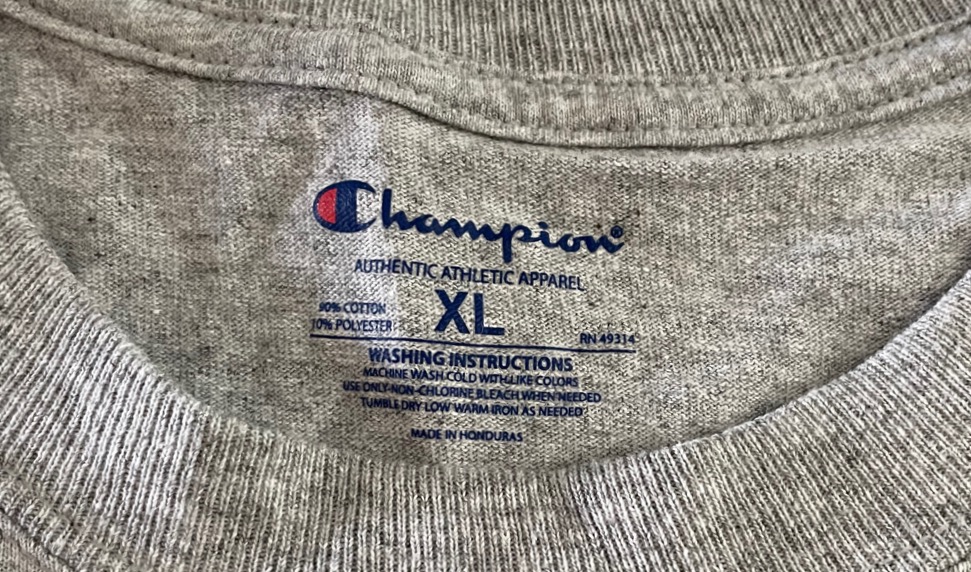 Champion®
AUTHENTIC ATHLETIC APPAREL
90% COTTON
10% POLYESTER
XL
RN 49314
WASHING INSTRUCTIONS
MACHINE WASH COLD WITH LIKE COLORS
USE ONLY NON-CHLORINE BLEACH WHEN NEEDED
TUMBLE DRY LOW WARM IRON AS NEEDED
MADE IN HONDURAS